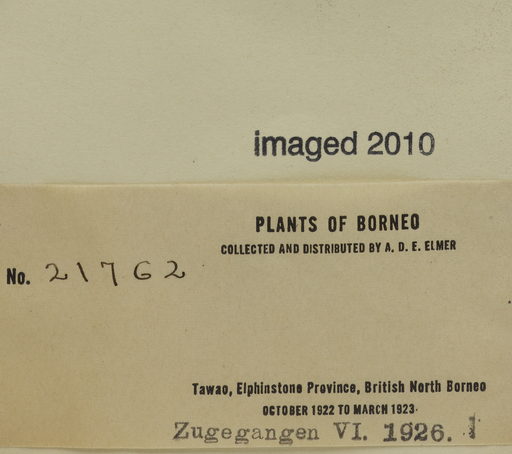 imaged 2010
PLANTS OF BORNEO
COLLECTED AND DISTRIBUTED BY A. D. E. ELMER
No. 21762
Tawao, Elphinstone Province, British North Borneo
OCTOBER 1922 TO MARCH 1923
Zugegangen VI. 1926.